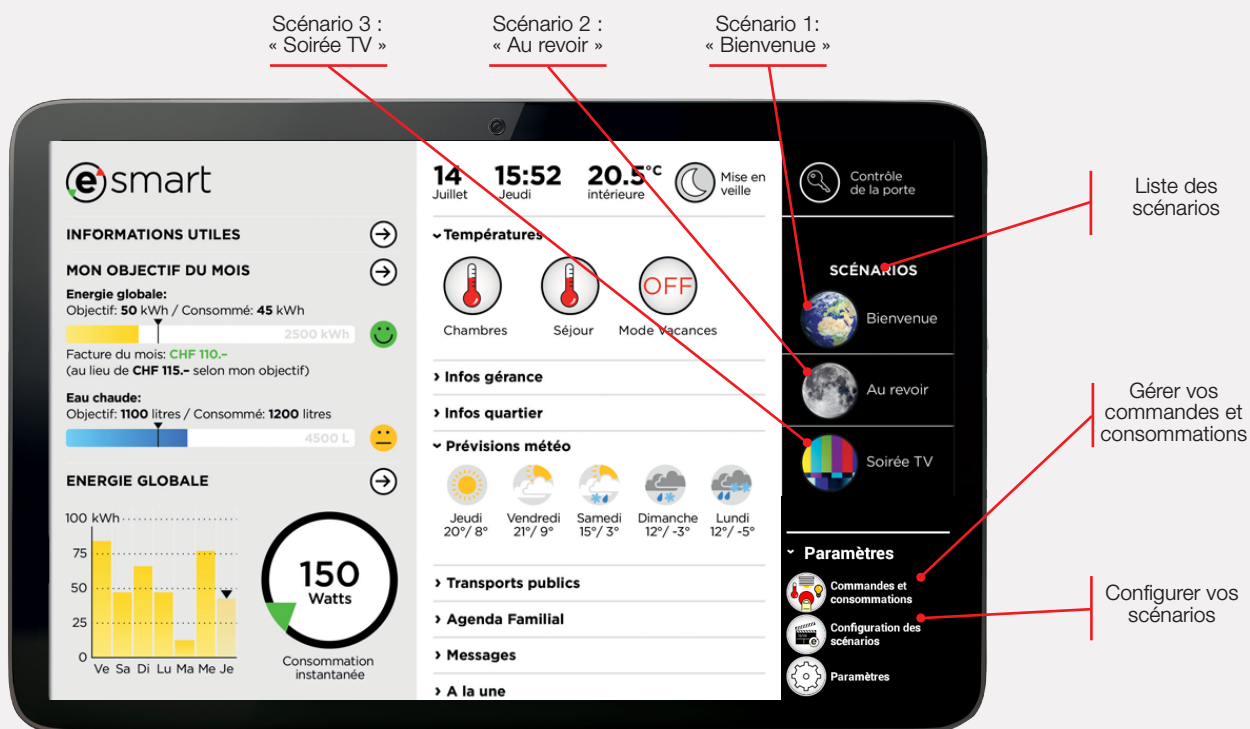 Scénario 3 :
« Soirée TV »
Scénario 2 :
« Au revoir »
Scénario 1:
« Bienvenue »
Liste des
scénarios
Gérer vos
commandes et
consommations
Configurer vos
scénarios
e smart
INFORMATIONS UTILES
MON OBJECTIF DU MOIS
Energie globale:
Objectif: 50 kWh / Consommé: 45 kWh
2500 kWh
Facture du mois: CHF 110.–
(au lieu de CHF 115.– selon mon objectif)
Eau chaude:
Objectif: 1100 litres / Consommé: 1200 litres
4500 L
ENERGIE GLOBALE
100 kWh
75
50
25
0
Ve Sa Di Lu Ma Me Je
150
Watts
Consommation
instantanée
14
Juillet
15:52
Jeudi
20.5°C
intérieure
Mise en
veille
Températures
OFF
Chambres
Séjour
Mode Vacances
› Infos gérance
› Infos quartier
Prévisions météo
Jeudi
20°/ 8°
Vendredi
21°/ 9°
Samedi
15°/ 3°
Dimanche
12°/ -3°
Lundi
12°/ -5°
› Transports publics
› Agenda Familial
› Messages
› A la une
Contrôle
de la porte
SCÉNARIOS
Bienvenue
Au revoir
Soirée TV
Paramètres
Commandes et
consommations
Configuration des
scénarios
Paramètres